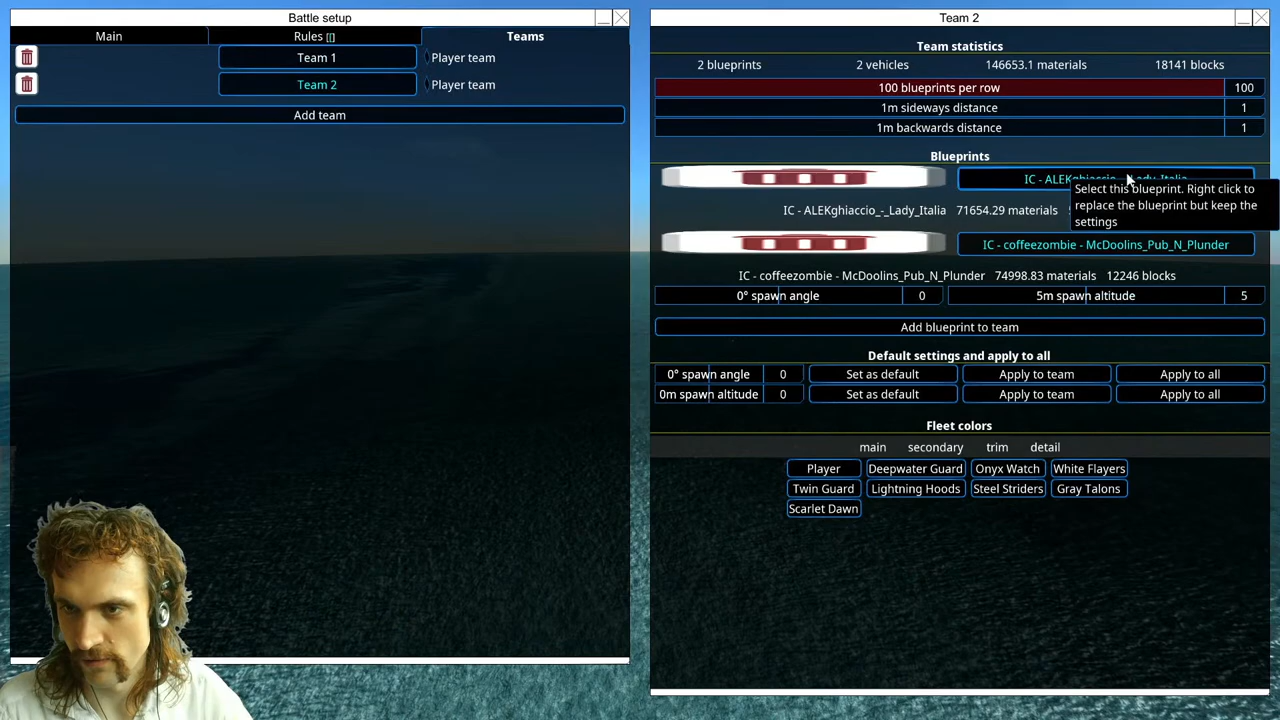 Battle setup
Main
Rules [[]
Teams
Team 1
Player team
Team 2
Player team
Add team
Team 2
Team statistics
2 blueprints
2 vehicles
146653.1 materials
18141 blocks
100 blueprints per row
100
1m sideways distance
1
1m backwards distance
1
Blueprints
IC - ALEKghiaccio_-_Lady_Italia
Select this blueprint. Right click to
replace the blueprint but keep the
settings
IC - ALEKghiaccio_-_Lady_Italia 71654.29 materials
IC - coffeezombie - McDoolins_Pub_N_Plunder
IC - coffeezombie - McDoolins_Pub_N_Plunder 74998.83 materials 12246 blocks
0° spawn angle
0
5m spawn altitude
5
Add blueprint to team
Default settings and apply to all
0° spawn angle
0
Set as default
Apply to team
Apply to all
0m spawn altitude
0
Set as default
Apply to team
Apply to all
Fleet colors
main
secondary
trim
detail
Player
Deepwater Guard
Onyx Watch
White Flayers
Twin Guard
Lightning Hoods
Steel Striders
Gray Talons
Scarlet Dawn